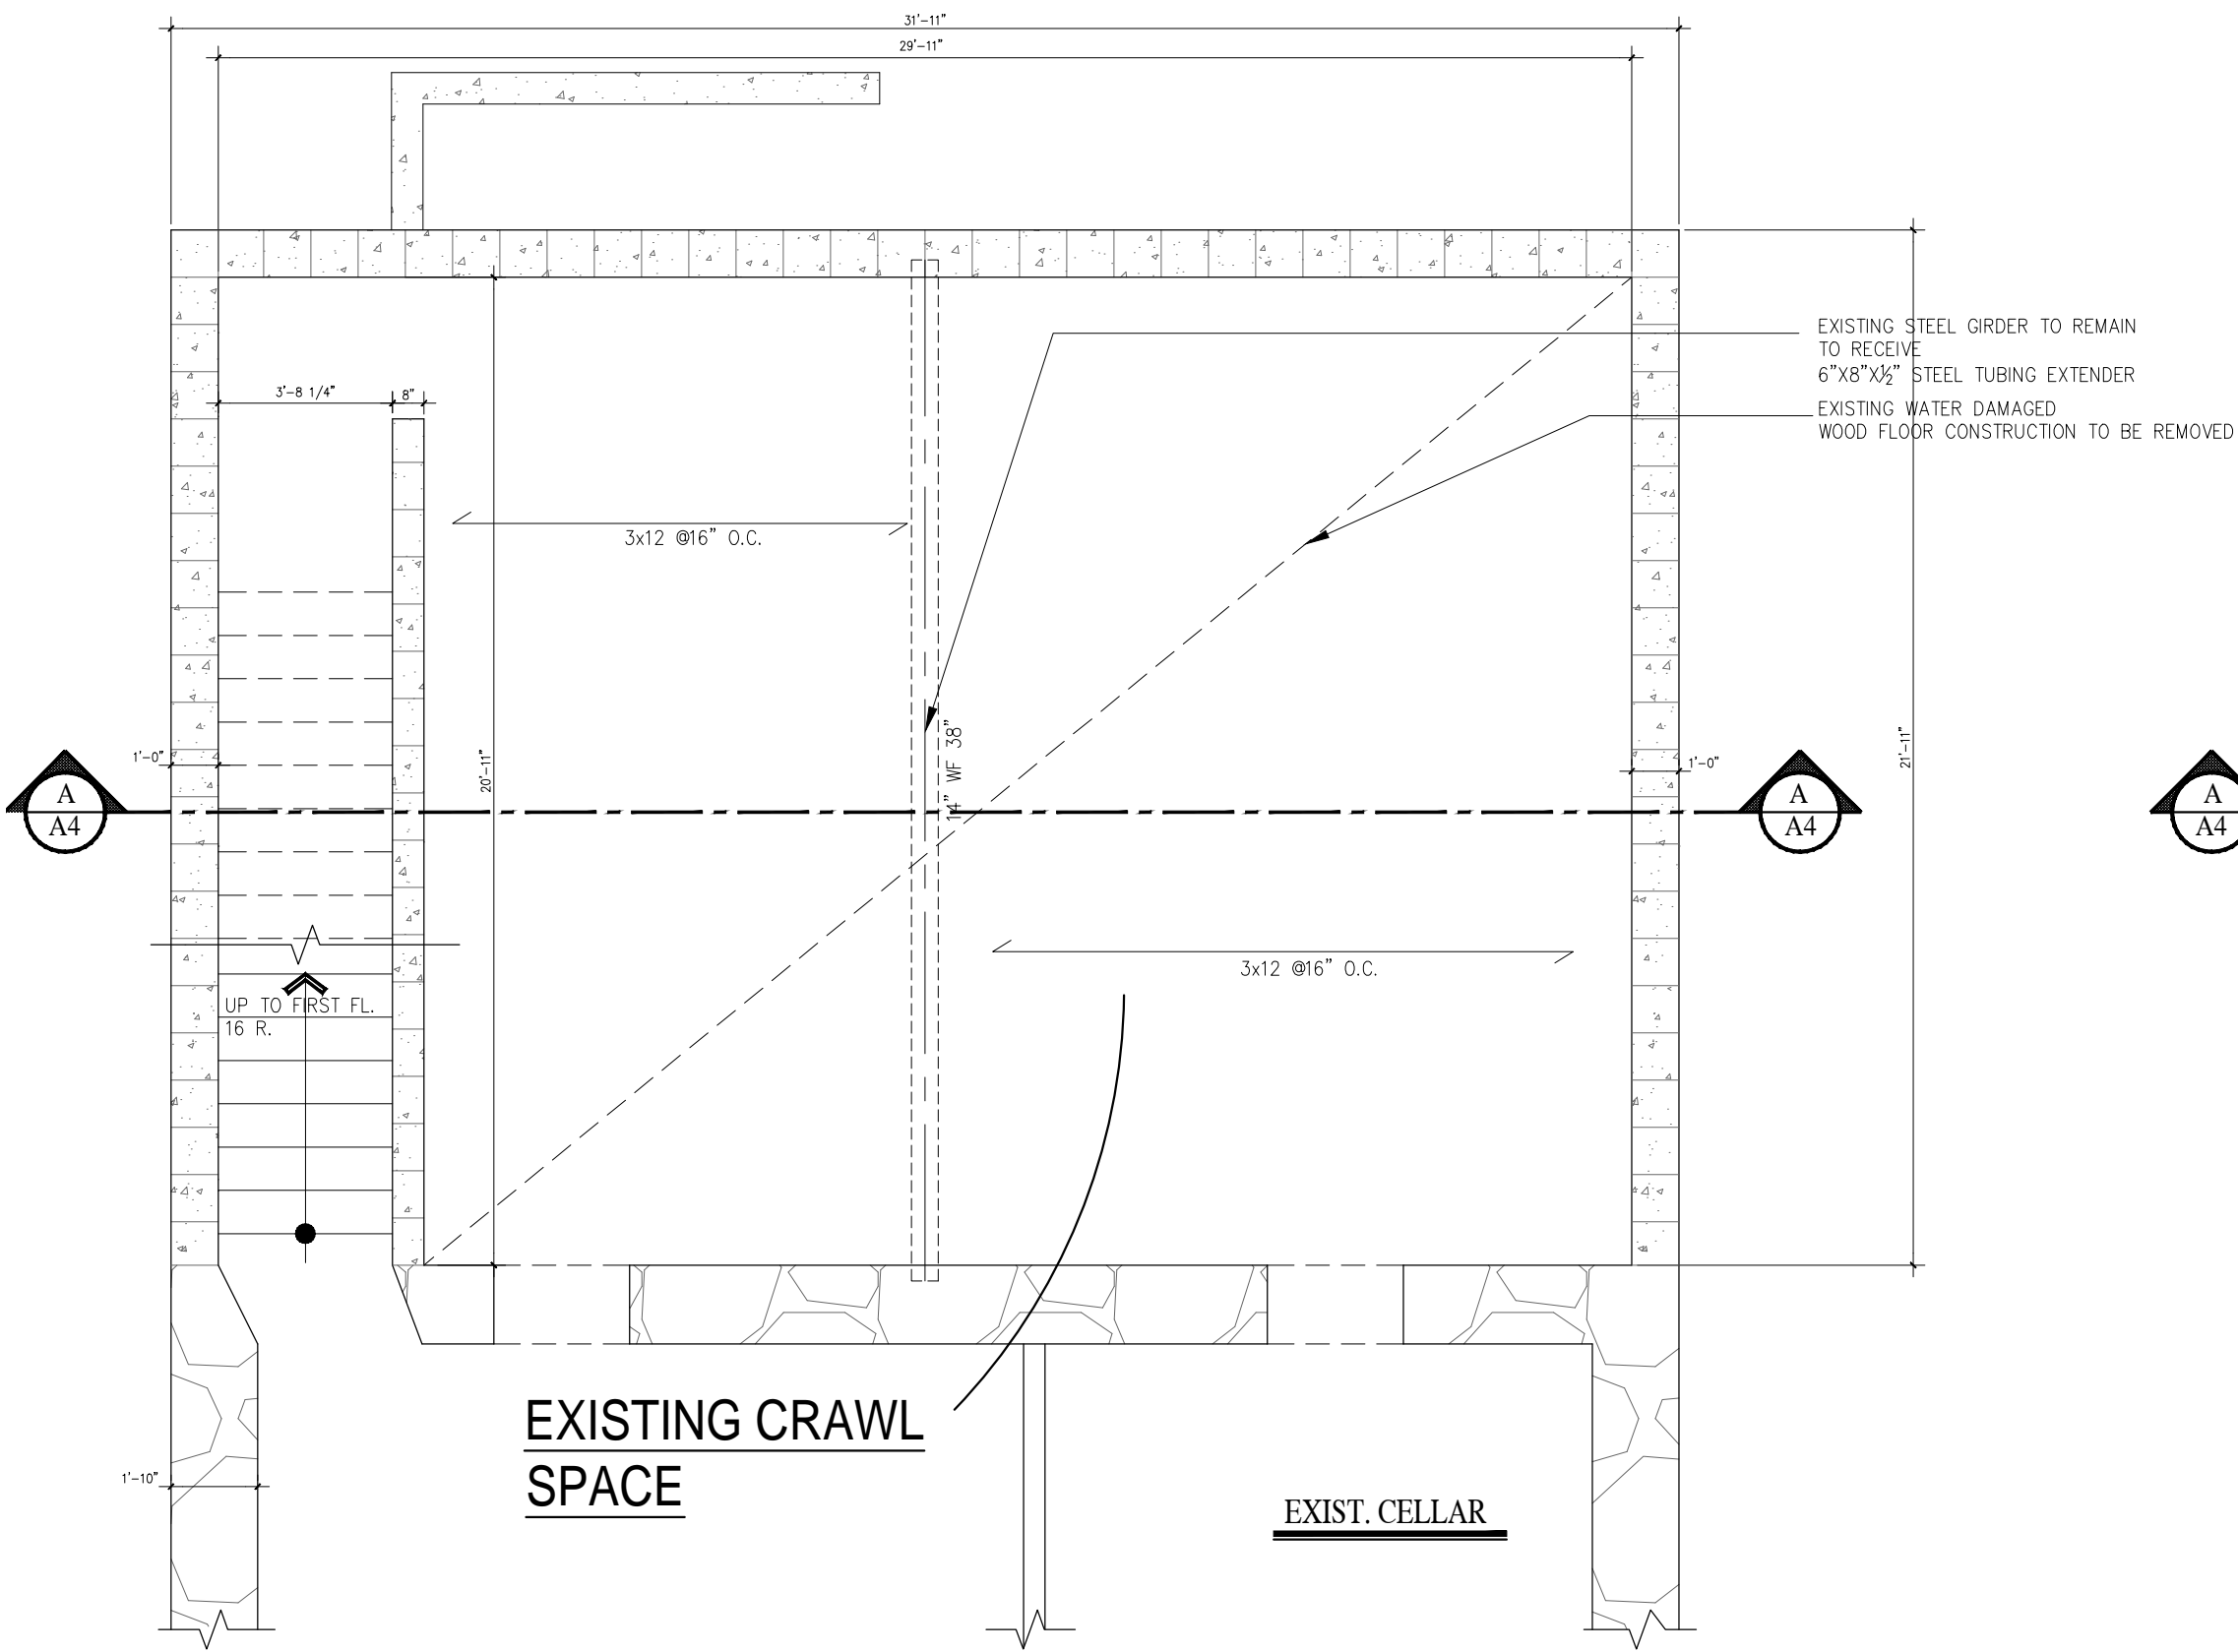 31'-11"
29'-11"
EXISTING STEEL GIRDER TO REMAIN
TO RECEIVE
6"X8"X½" STEEL TUBING EXTENDER
3'-8 1/4"
8"
EXISTING WATER DAMAGED
WOOD FLOOR CONSTRUCTION TO BE REMOVED
3x12 @16" O.C.
1'-0"
20'-11"
14" WF 38"
1'-0"
21'-11"
A
A4
A
A4
A
A4
3x12 @16" O.C.
UP TO FIRST FL.
16 R.
EXISTING CRAWL
SPACE
1'-10"
EXIST. CELLAR